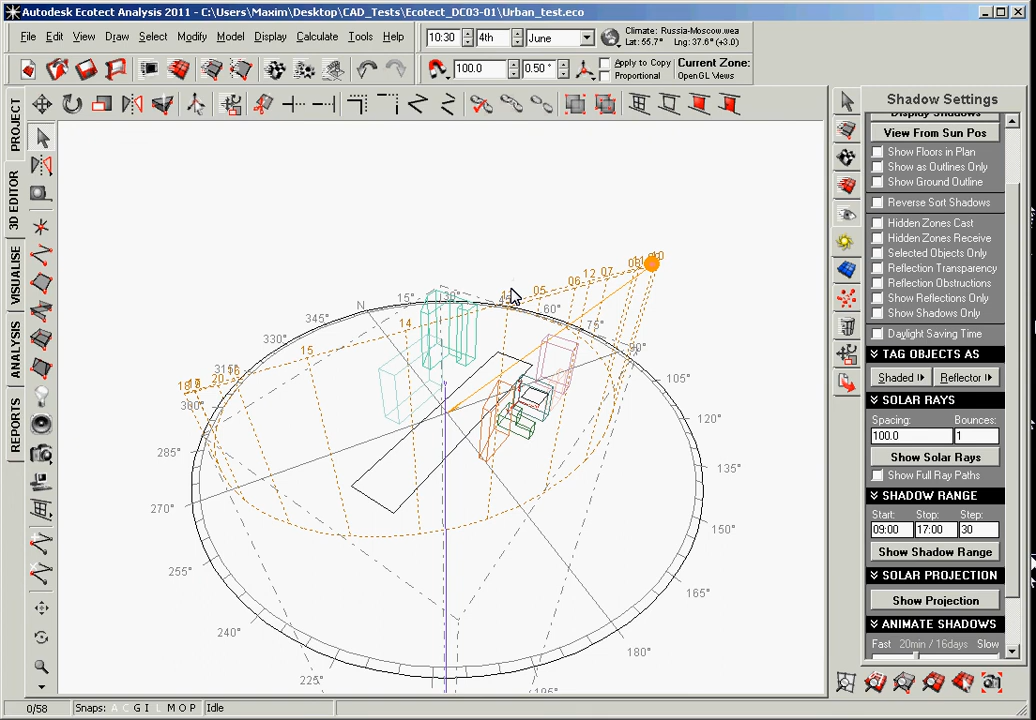 Autodesk Ecotect Analysis 2011 - C:\Users\Maxim\Desktop\CAD_Tests\Ecotect_DC03-01\Urban_test.eco
File Edit View Draw Select Modify Model Display Calculate Tools Help 10:30 4th June Climate: Russia-Moscow.wea
Lat: 55.7° Lng: 37.6° (+3.0)
100.0 0.50° Apply to Copy Current Zone:
Proportional OpenGL View
Shadow Settings
PROJECT
3D EDITOR
VISUALISE
ANALYSIS
REPORTS
Display Shadows
View From Sun Pos
Show Floors in Plan
Show as Outlines Only
Show Ground Outline
Reverse Sort Shadows
Hidden Zones Cast
Hidden Zones Receive
Selected Objects Only
Reflection Transparency
Reflection Obstructions
Show Reflections Only
Show Shadows Only
Daylight Saving Time
TAG OBJECTS AS
Shaded Reflector
SOLAR RAYS
Spacing: Bounces:
100.0 1
Show Solar Rays
Show Full Ray Paths
SHADOW RANGE
Start: Stop: Step:
09:00 17:00 30
Show Shadow Range
SOLAR PROJECTION
Show Projection
ANIMATE SHADOWS
Fast 20min / 16days Slow
05 06 12 07
N 15° 60°
345° 14 75°
330° 15 90°
315°
20
300° 105°
285° 120°
270° 135°
255° 150°
240° 165°
225° 180°
195°
0/58 Snaps: A C G I L M O P Idle